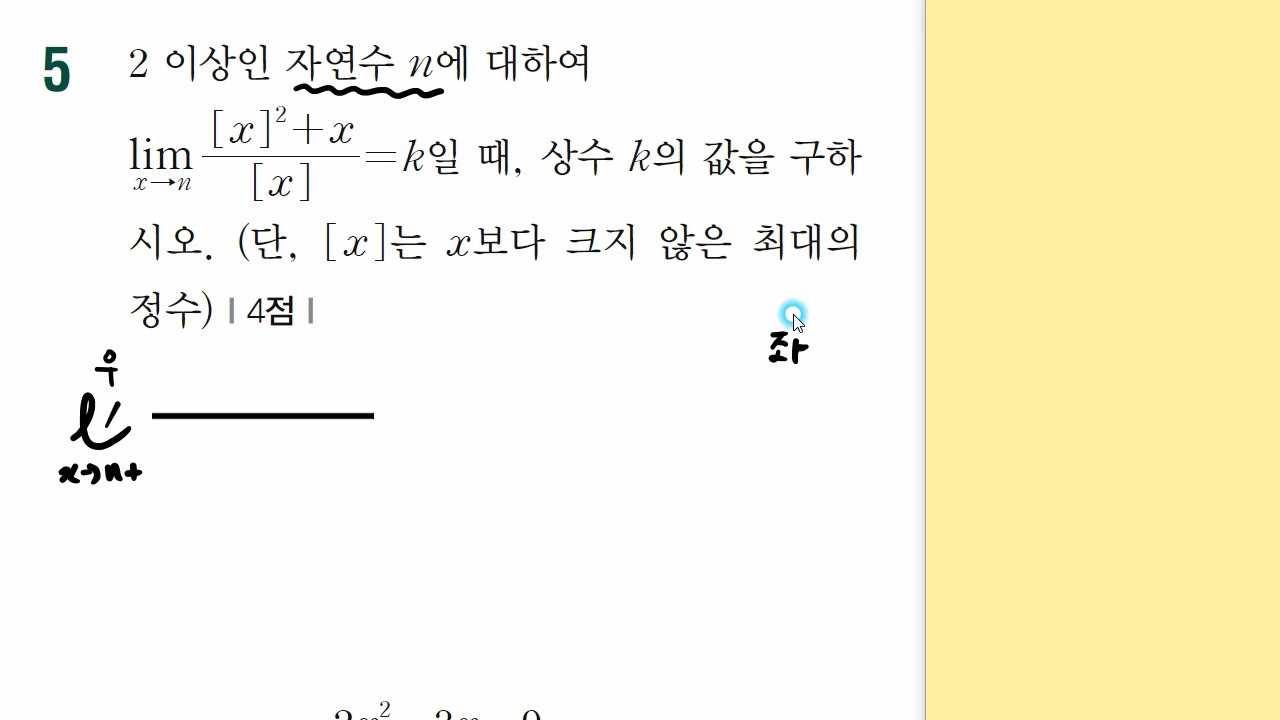 5 2 이상인 자연수 n에 대하여
lim x→n ([x]²+x)/[x] = k일 때, 상수 k의 값을 구하
시오. (단, [x]는 x보다 크지 않은 최대의
정수) | 4점 |
우
좌
x→n+